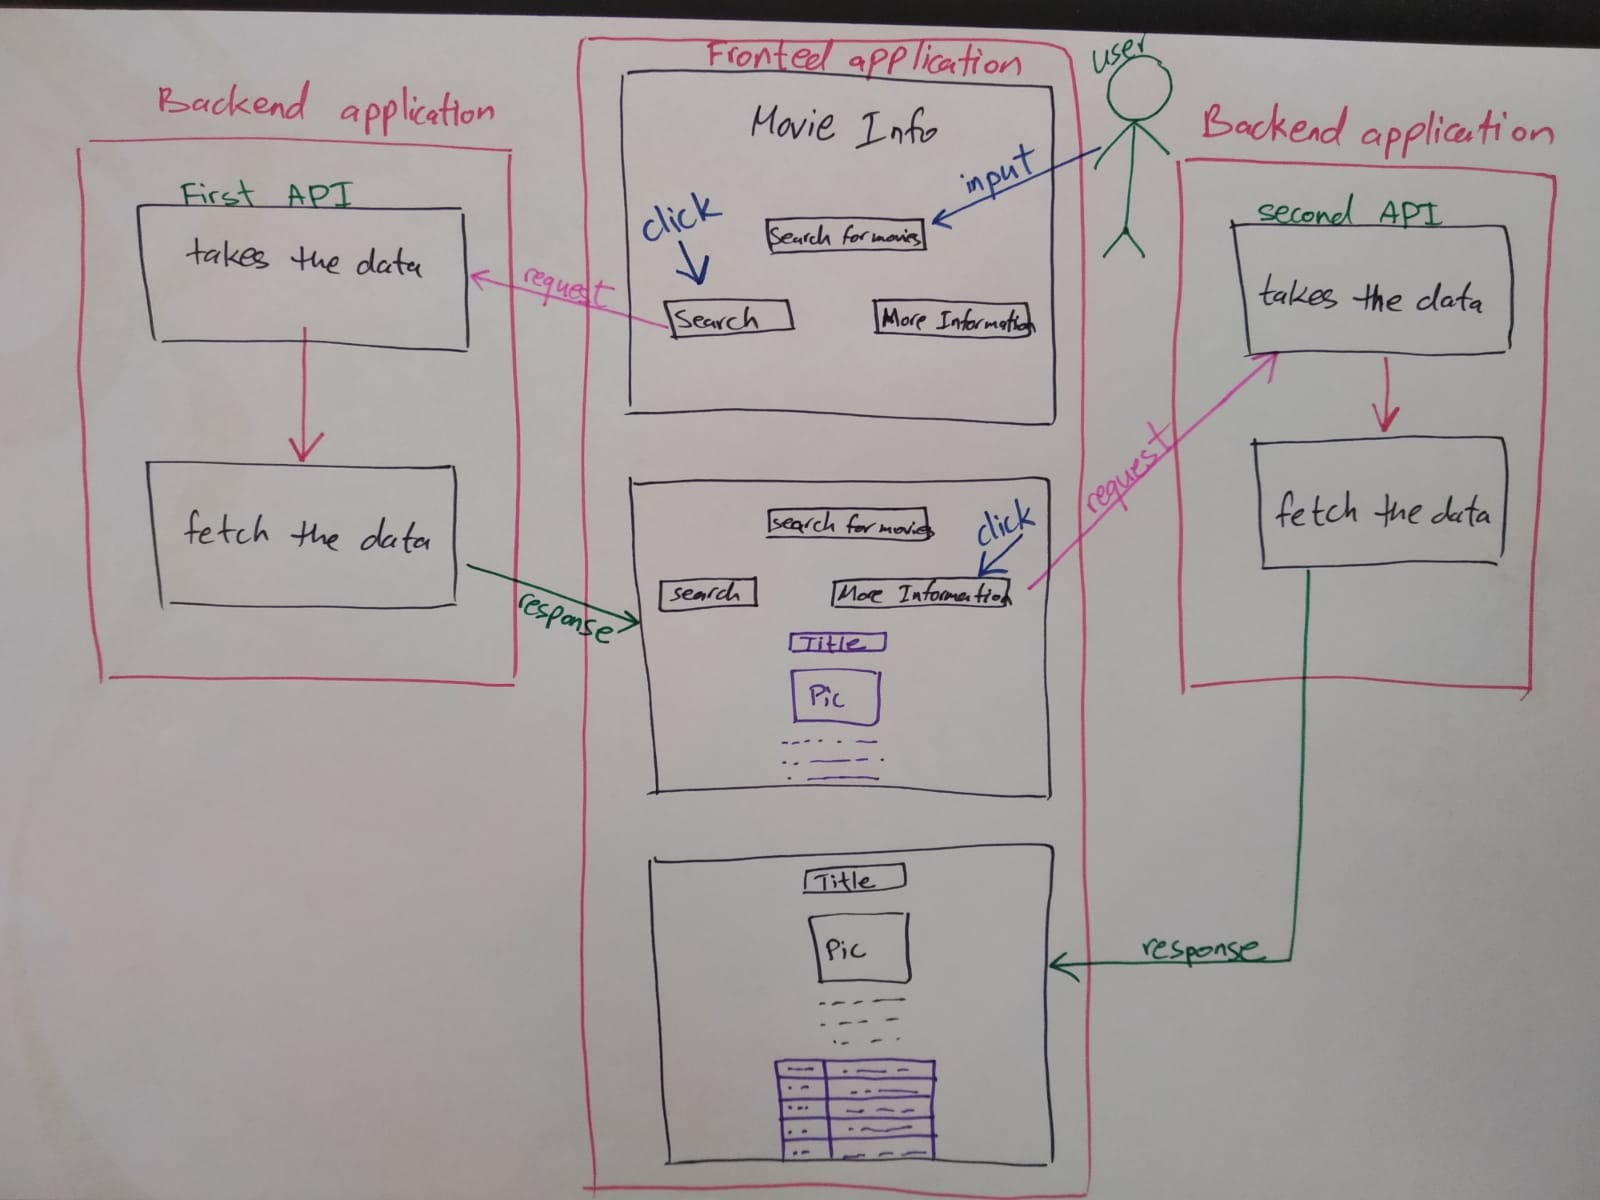 Fronteed application
user
Backend application
Backend application
Movie Info
input
First API
click
second API
Search for movies
takes the data
request
takes the data
Search
More Information
request
search for movies
click
fetch the data
fetch the data
search
More Information
response
Title
Pic
Title
Pic
response